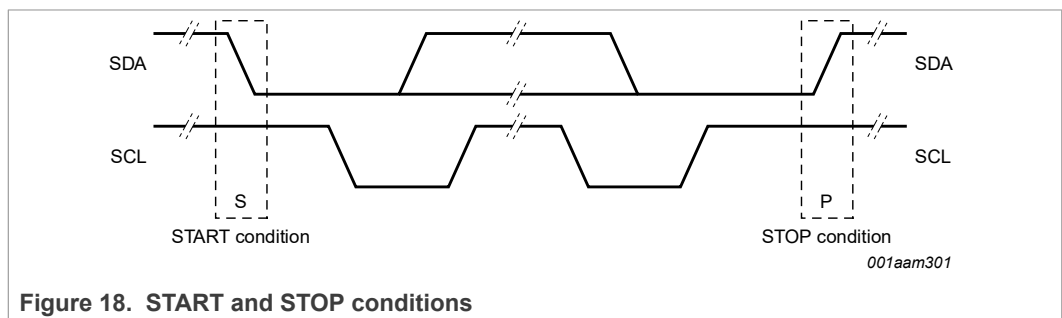 SDA
SDA
SCL
SCL
S
P
START condition
STOP condition
001aam301
Figure 18. START and STOP conditions